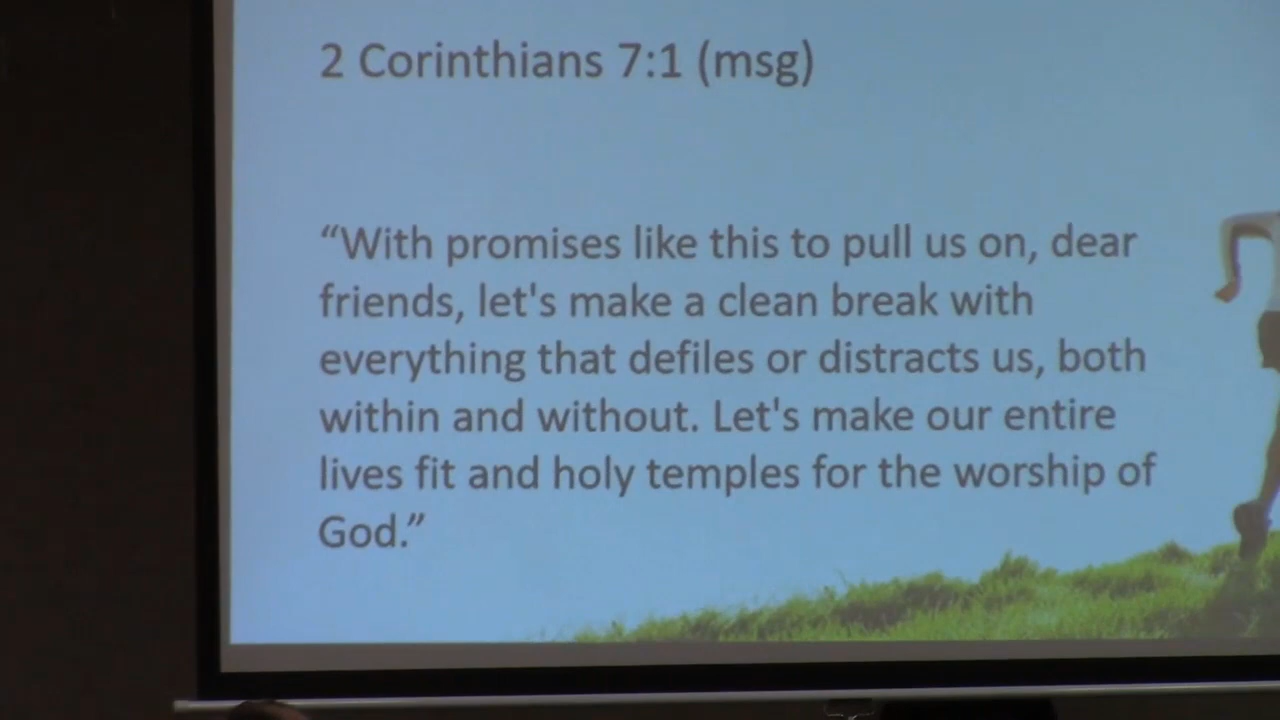 2 Corinthians 7:1 (msg)
“With promises like this to pull us on, dear
friends, let's make a clean break with
everything that defiles or distracts us, both
within and without. Let's make our entire
lives fit and holy temples for the worship of
God.”